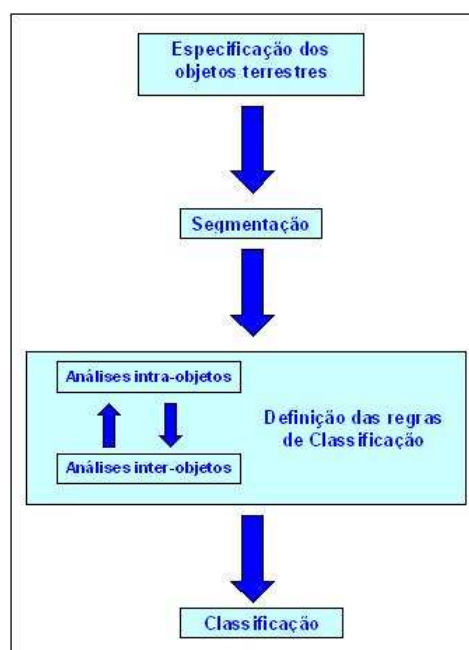 Especificação dos
objetos terrestres
Segmentação
Análises intra-objetos
Definição das regras
de Classificação
Análises inter-objetos
Classificação